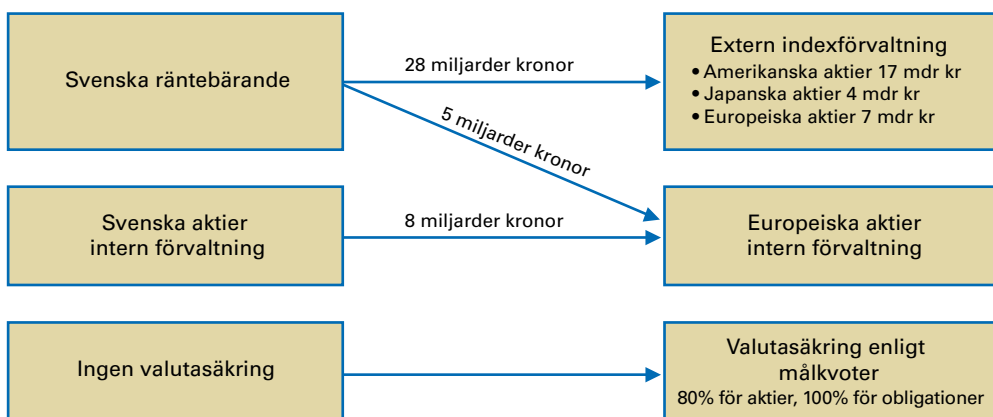 Svenska räntebärande
28 miljarder kronor
5 miljarder kronor
Extern indexförvaltning
• Amerikanska aktier 17 mdr kr
• Japanska aktier 4 mdr kr
• Europeiska aktier 7 mdr kr
Svenska aktier
intern förvaltning
8 miljarder kronor
Europeiska aktier
intern förvaltning
Ingen valutasäkring
Valutasäkring enligt
målkvoter
80% för aktier, 100% för obligationer